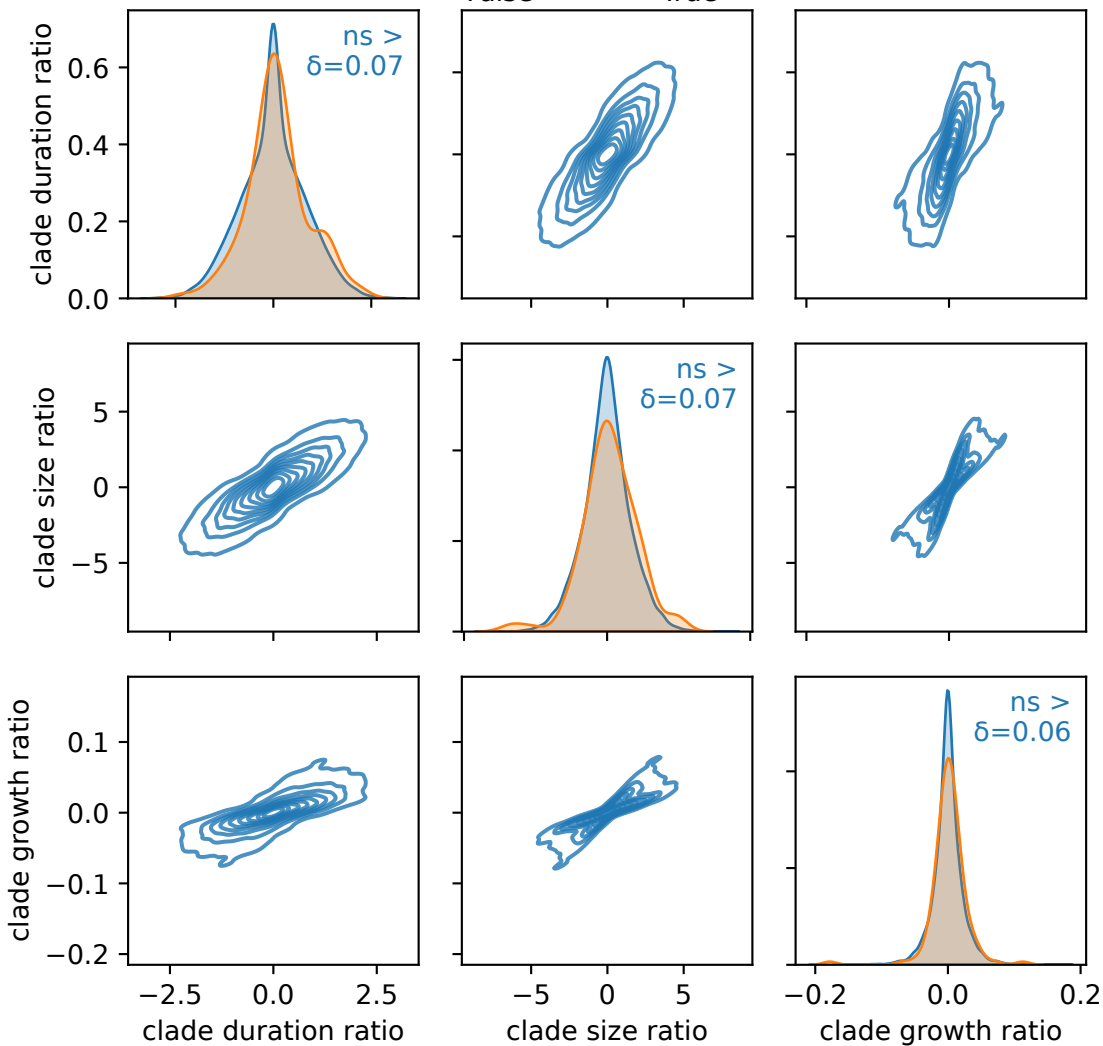 clade duration ratio
0.6
0.4
0.2
0.0
ns >
δ=0.07
clade size ratio
5
0
−5
ns >
δ=0.07
clade growth ratio
0.1
0.0
−0.1
−0.2
ns >
δ=0.06
−2.5 0.0 2.5
−5 0 5
−0.2 0.0 0.2
clade duration ratio
clade size ratio
clade growth ratio